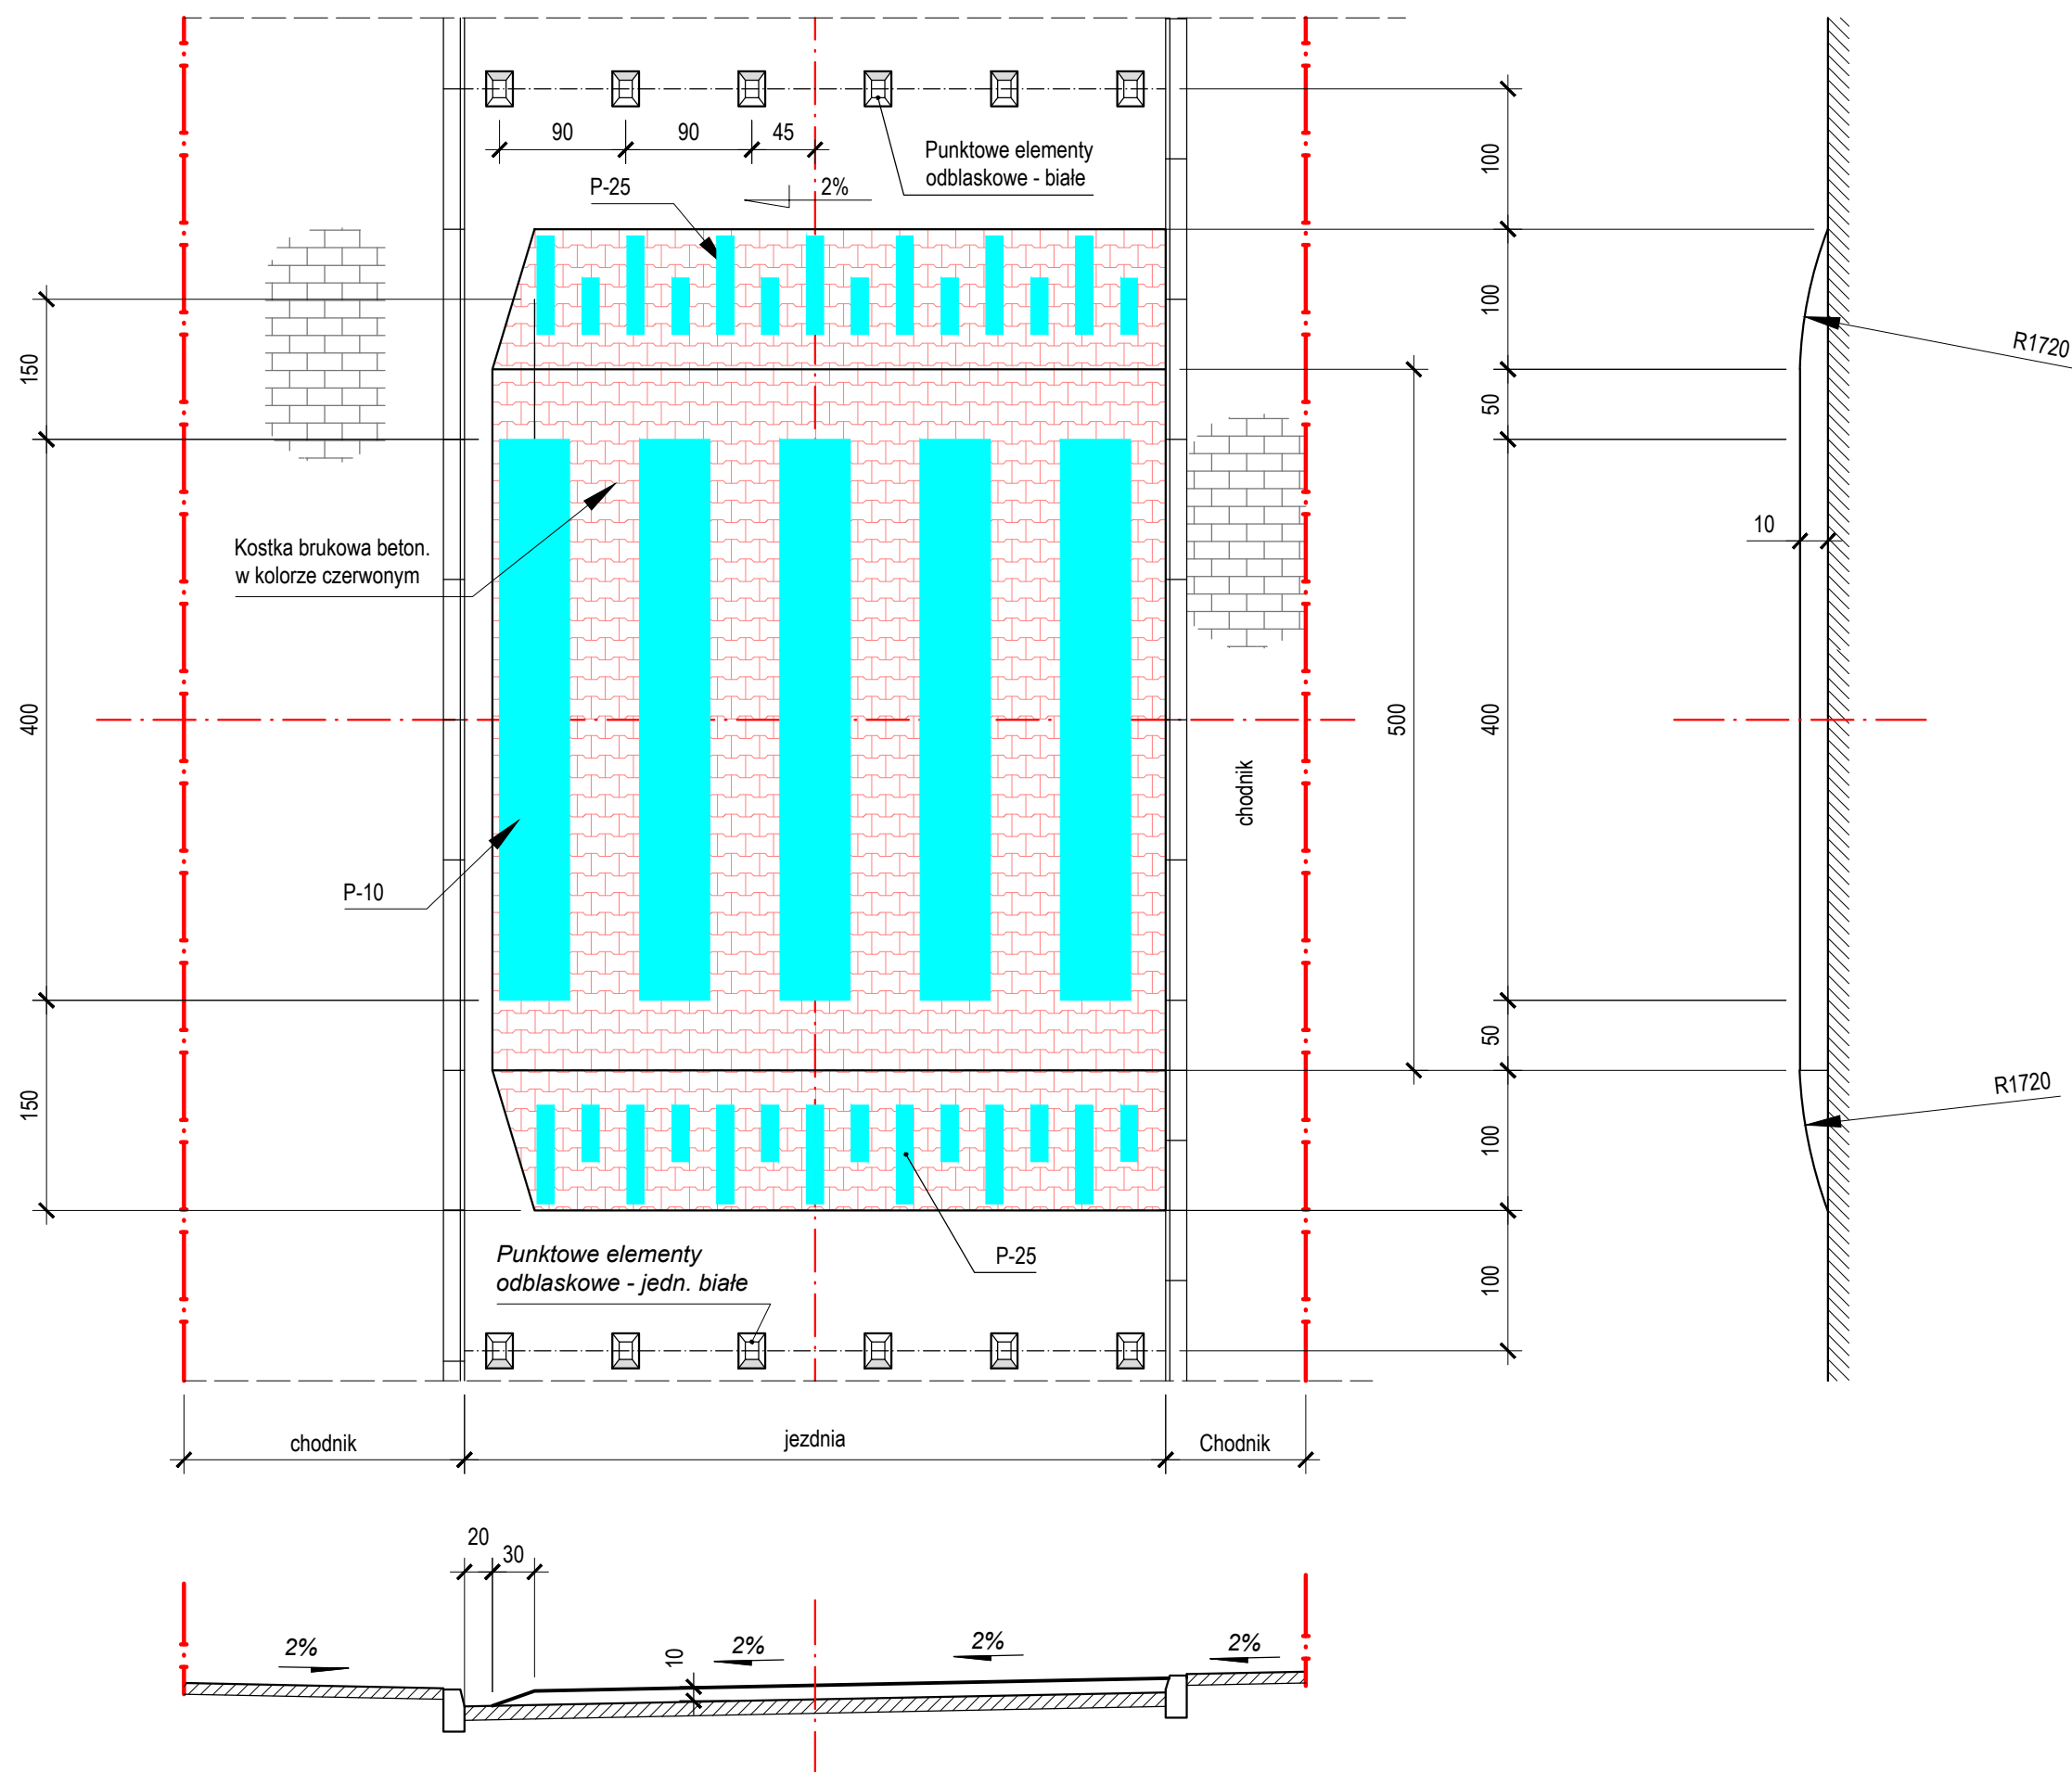 90
90
45
Punktowe elementy
odblaskowe - białe
P-25
2%
100
100
R1720
150
50
10
Kostka brukowa beton.
w kolorze czerwonym
400
500
400
chodnik
P-10
50
R1720
150
100
Punktowe elementy
odblaskowe - jedn. białe
P-25
100
chodnik
jezdnia
Chodnik
20
30
2%
10
2%
2%
2%